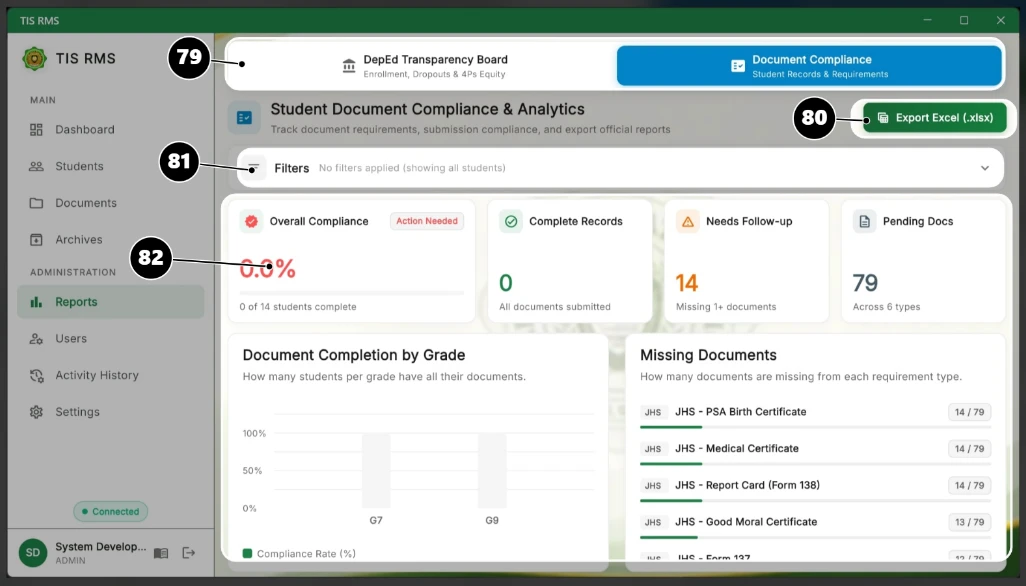 TIS RMS
TIS RMS
MAIN
Dashboard
Students
Documents
Archives
ADMINISTRATION
Reports
Users
Activity History
Settings
Connected
SD
System Develop...
ADMIN
79
DepEd Transparency Board
Enrollment, Dropouts & 4Ps Equity
Document Compliance
Student Records & Requirements
Student Document Compliance & Analytics
Track document requirements, submission compliance, and export official reports
80
Export Excel (.xlsx)
81
Filters
No filters applied (showing all students)
82
Overall Compliance
Action Needed
0.0%
0 of 14 students complete
Complete Records
0
All documents submitted
Needs Follow-up
14
Missing 1+ documents
Pending Docs
79
Across 6 types
Document Completion by Grade
How many students per grade have all their documents.
100%
50%
0%
G7
G9
Compliance Rate (%)
Missing Documents
How many documents are missing from each requirement type.
JHS JHS - PSA Birth Certificate 14 / 79
JHS JHS - Medical Certificate 14 / 79
JHS JHS - Report Card (Form 138) 14 / 79
JHS JHS - Good Moral Certificate 13 / 79
JHS JHS - Form 137